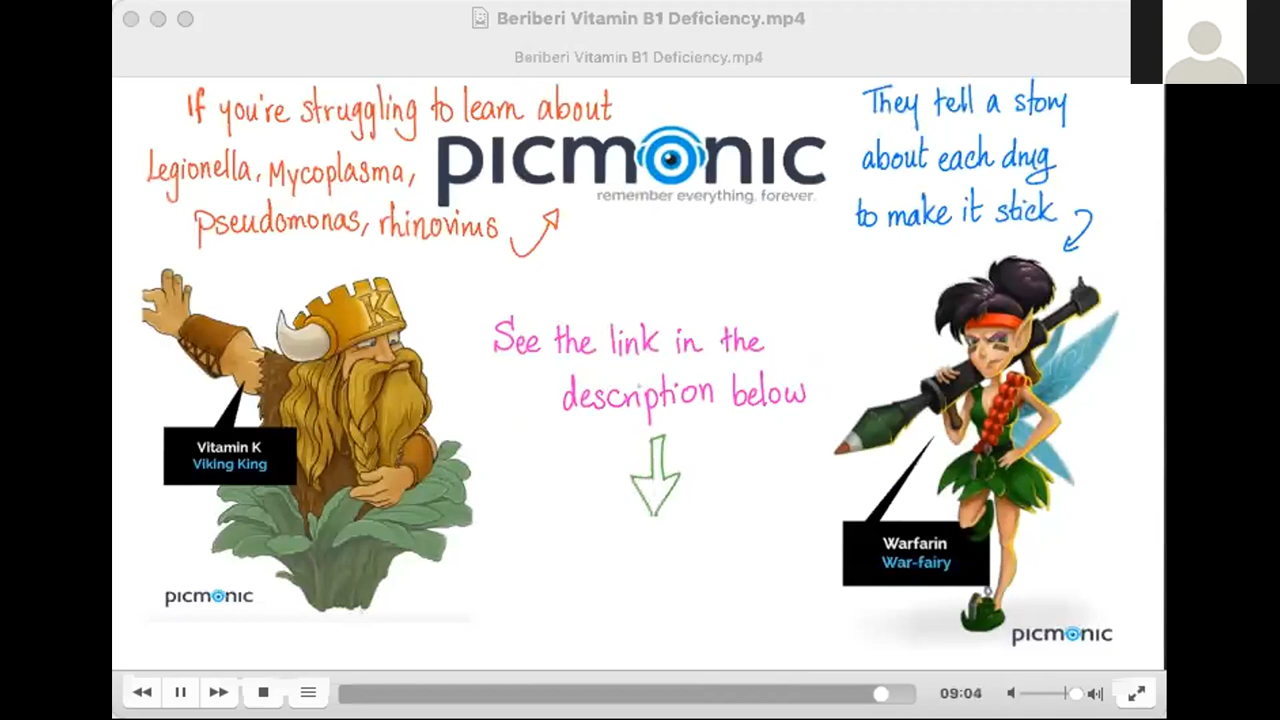 Beriberi Vitamin B1 Deficiency.mp4
Beriberi Vitamin B1 Deficiency.mp4
If you're struggling to learn about
Legionella, Mycoplasma,
pseudomonas, rhinovirus
picmonic
remember everything. forever.
They tell a story
about each drug
to make it stick
K
See the link in the
description below
Vitamin K
Viking King
Warfarin
War-fairy
picmonic
picmonic
09:04